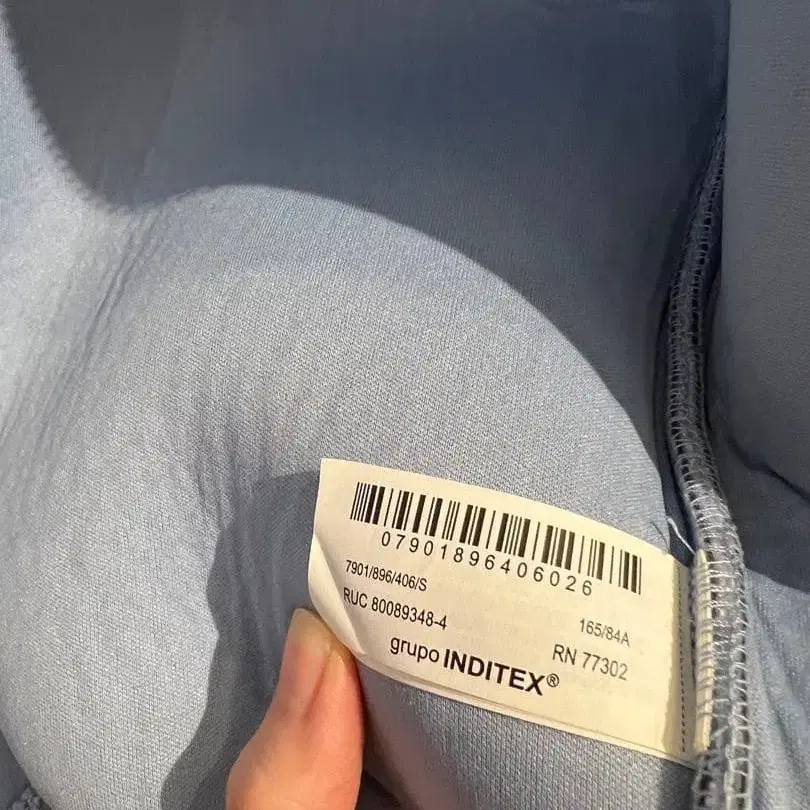 07901896406026
7901/896/406/S
RUC 80089348-4
165/84A
RN 77302
grupo INDITEX®